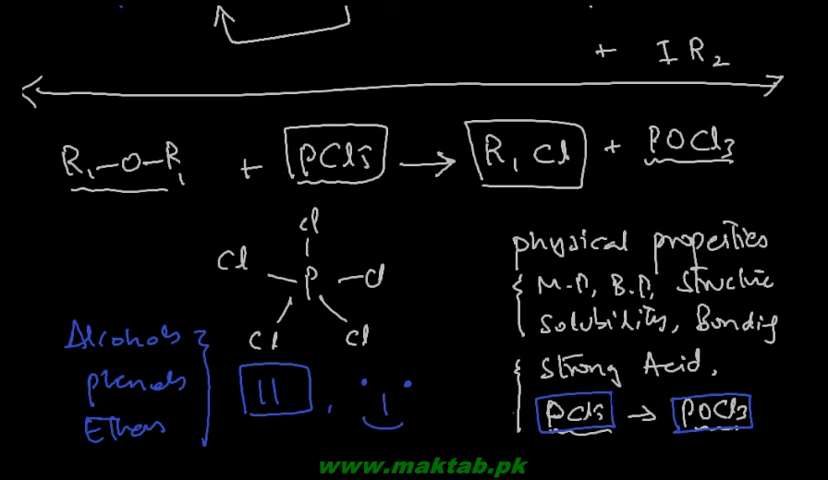 + I R₂
R₁–O–R₁ + PCl₅ → R₁ Cl + POCl₃
Cl
Cl P Cl
Cl Cl
physical properties
M.P, B.P, Structure
Solubility, Bonding
Strong Acid,
PCl₅ → POCl₃
Alcohols
phenols
Ethers
11
www.maktab.pk